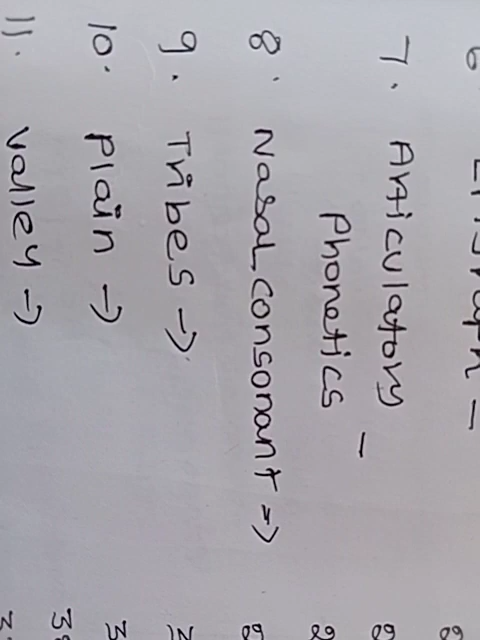 7. Articulatory
Phonetics –
8. Nasal consonant =>
9. Tribes ->
10. Plain ->
11. Valley ->